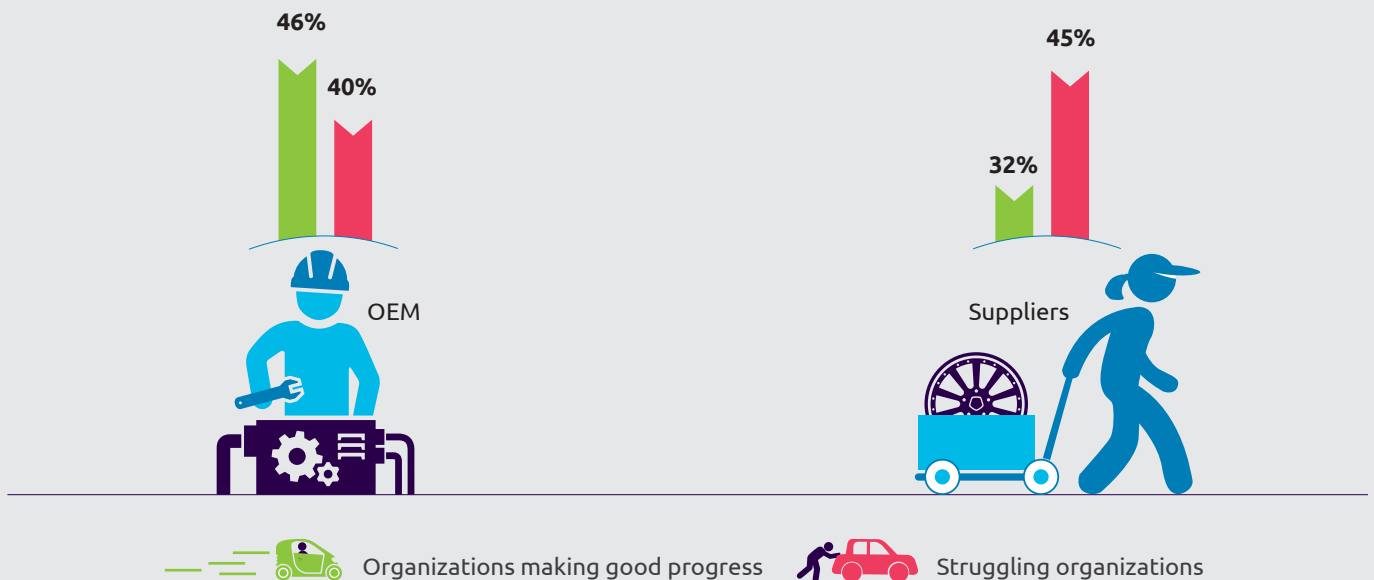 46%
40%
45%
32%
OEM
Suppliers
Organizations making good progress
Struggling organizations